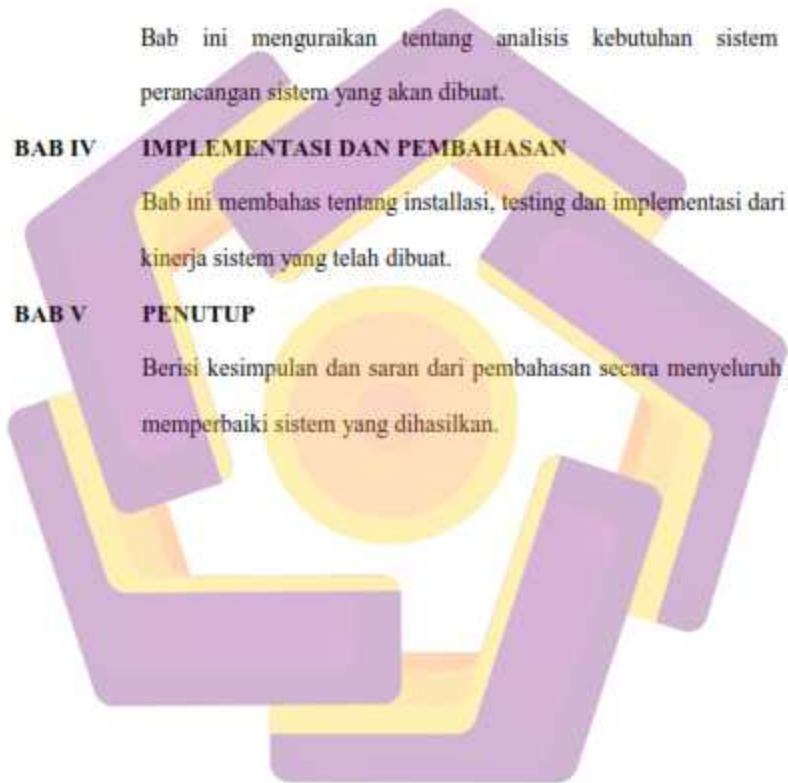 Bab ini menguraikan tentang analisis kebutuhan sistem
perancangan sistem yang akan dibuat.
BAB IV IMPLEMENTASI DAN PEMBAHASAN
Bab ini membahas tentang installasi, testing dan implementasi dari
kinerja sistem yang telah dibuat.
BAB V PENUTUP
Berisi kesimpulan dan saran dari pembahasan secara menyeluruh
memperbaiki sistem yang dihasilkan.